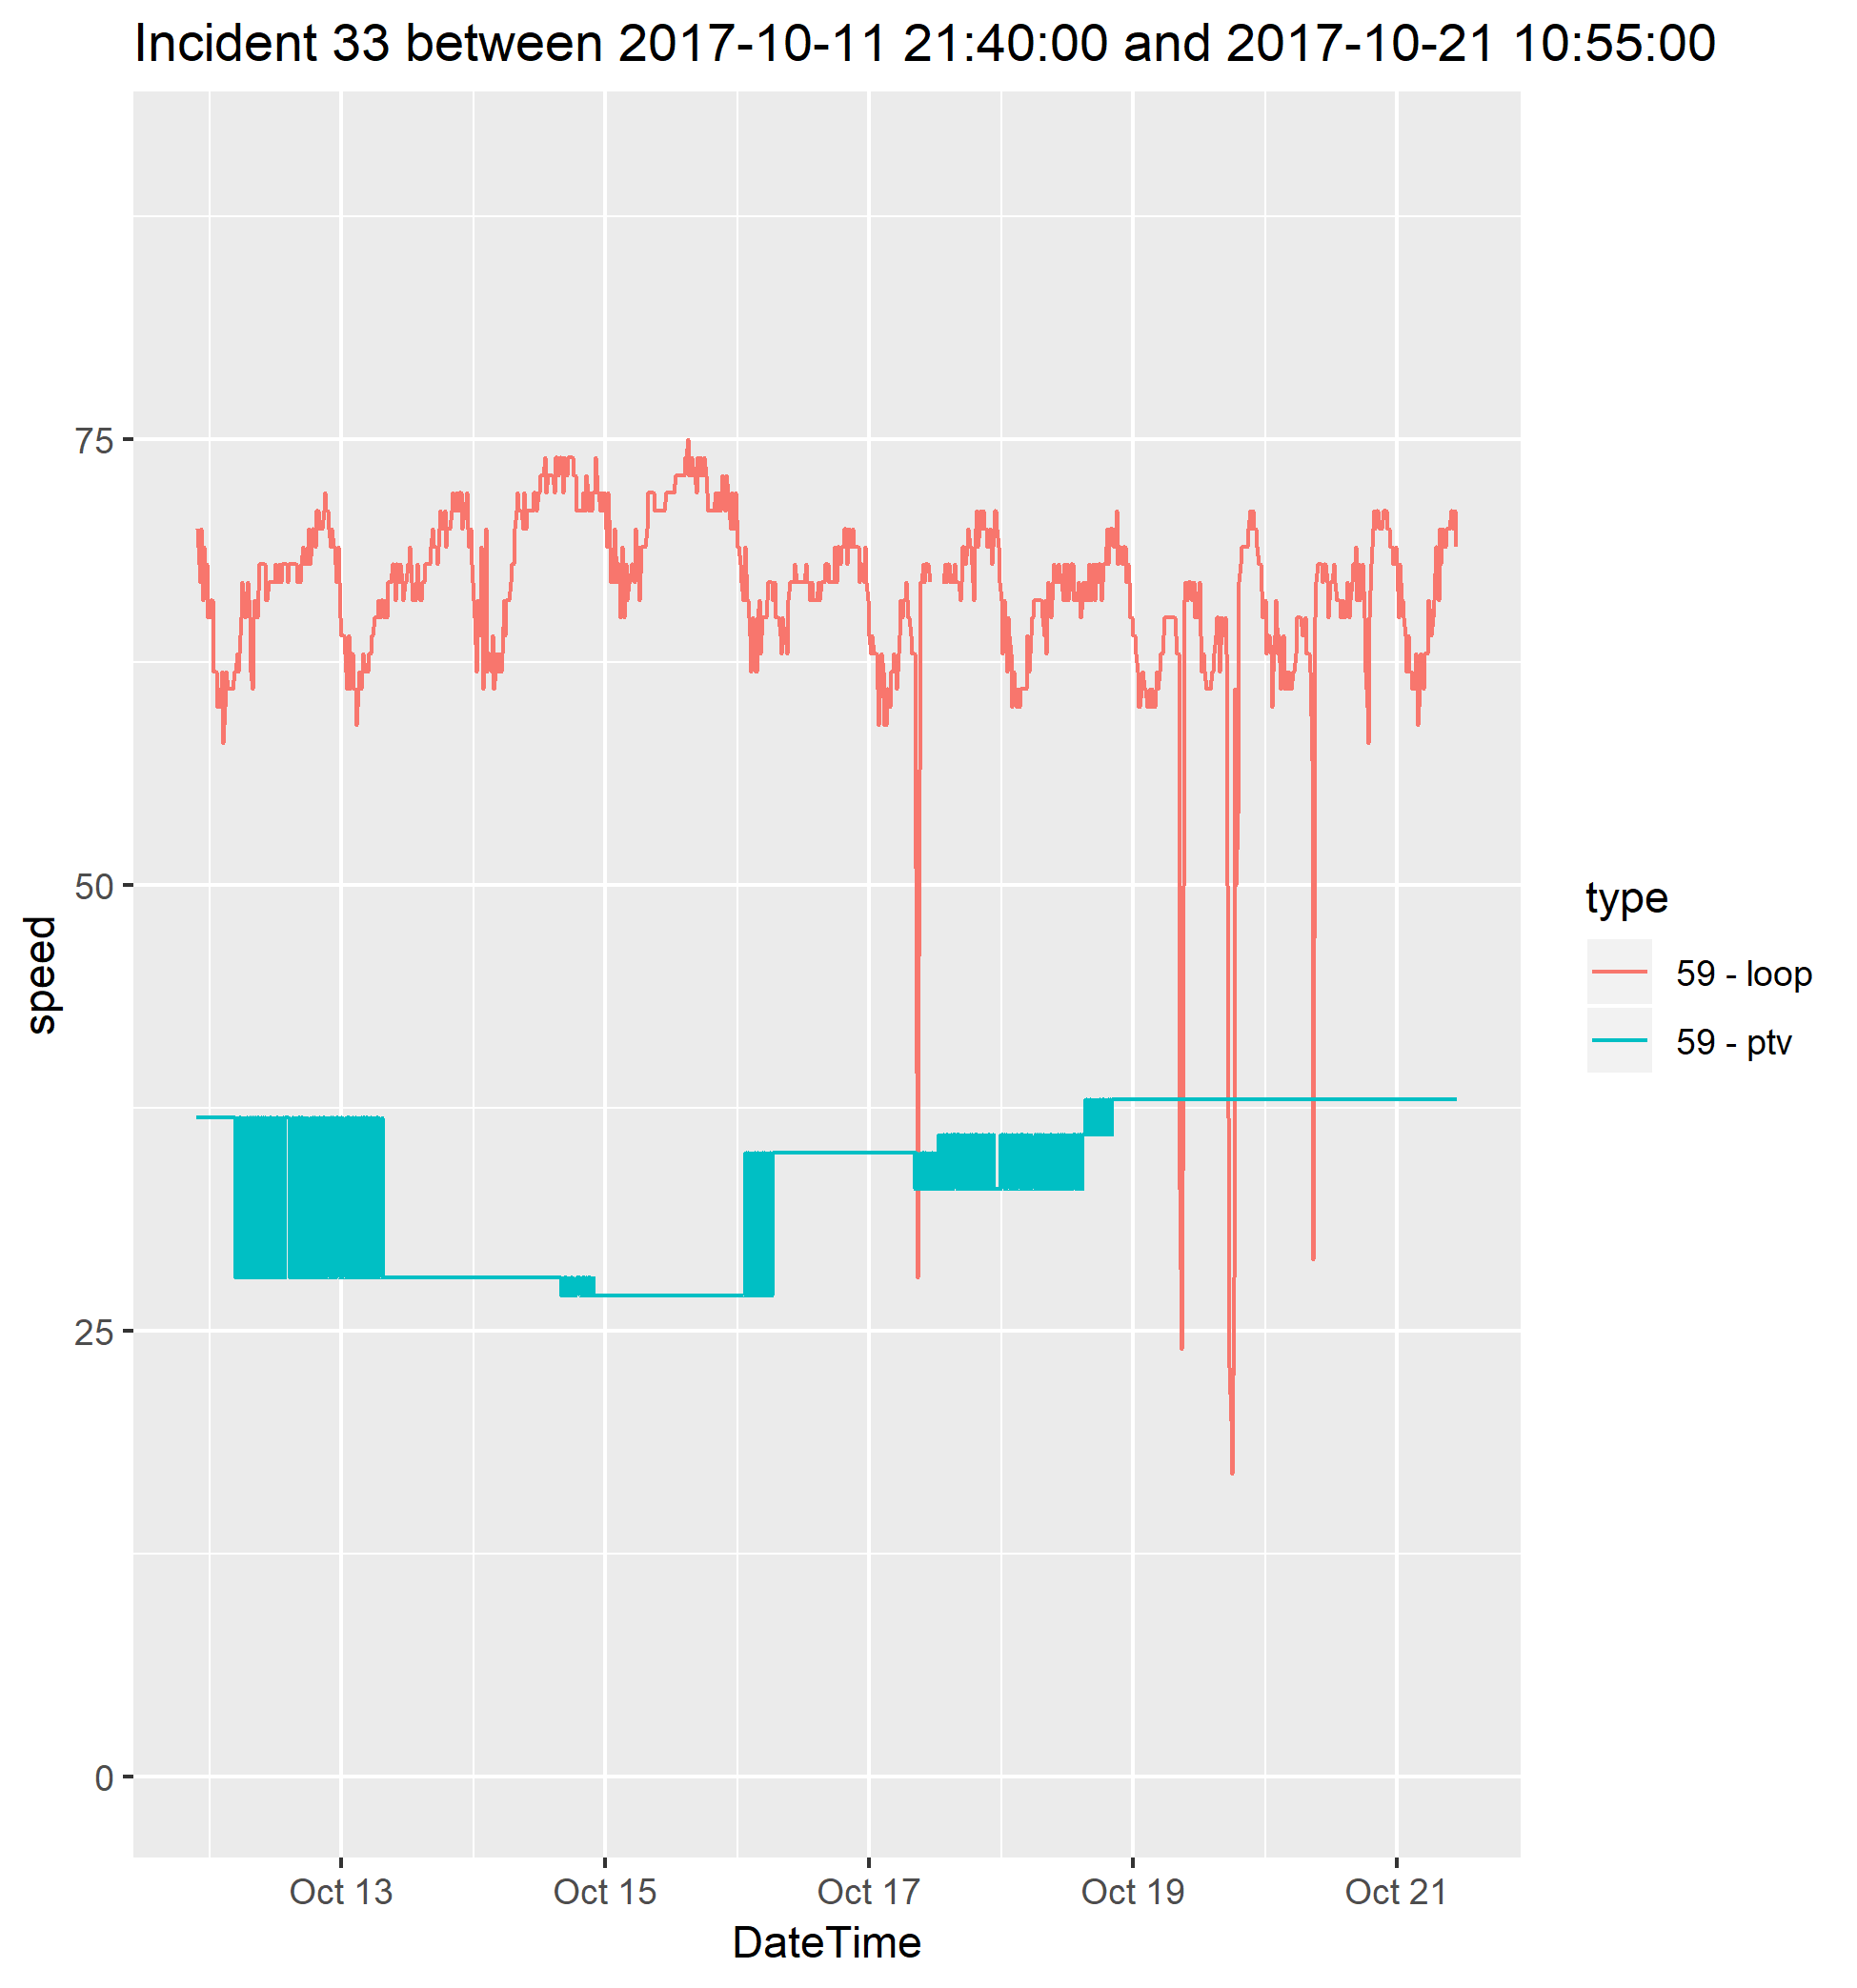 Incident 33 between 2017-10-11 21:40:00 and 2017-10-21 10:55:00
75
50
25
0
speed
Oct 13 Oct 15 Oct 17 Oct 19 Oct 21
DateTime
type
59 - loop
59 - ptv